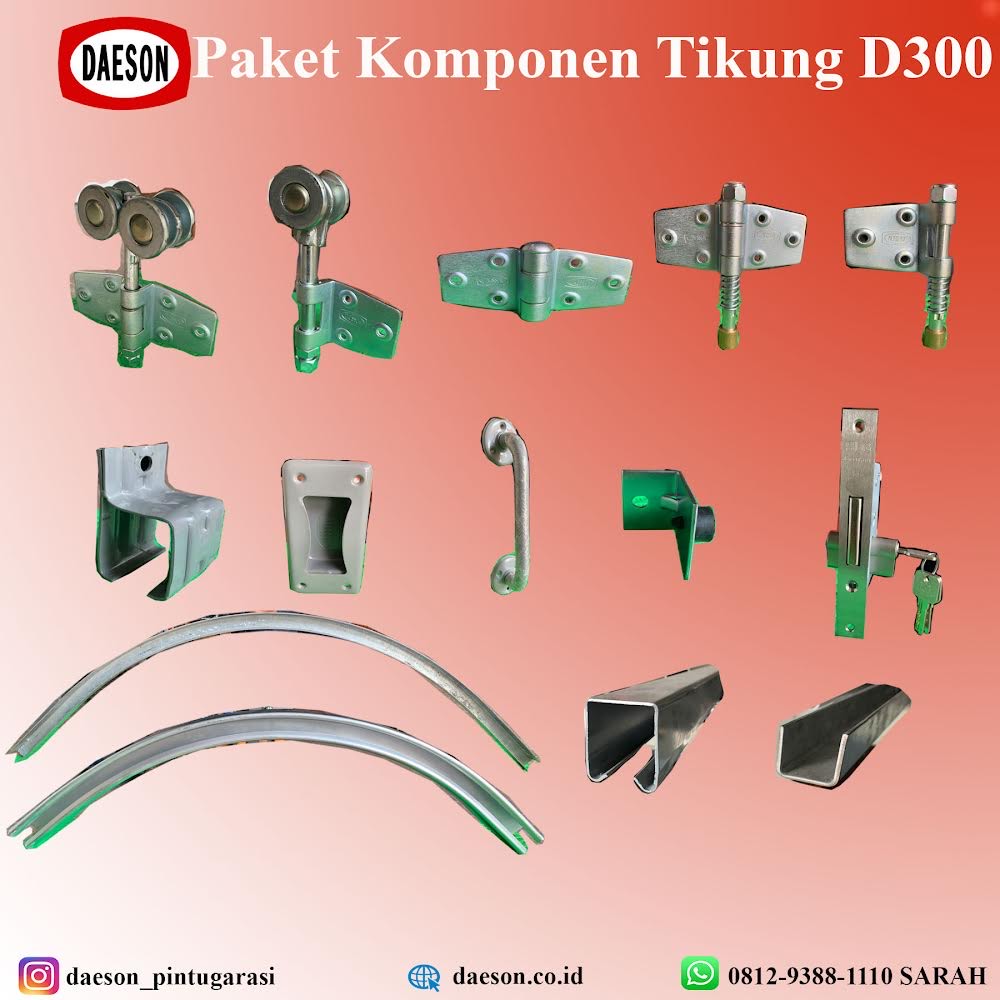 DAESON
Paket Komponen Tikung D300
daeson_pintugarasi
daeson.co.id
0812-9388-1110 SARAH